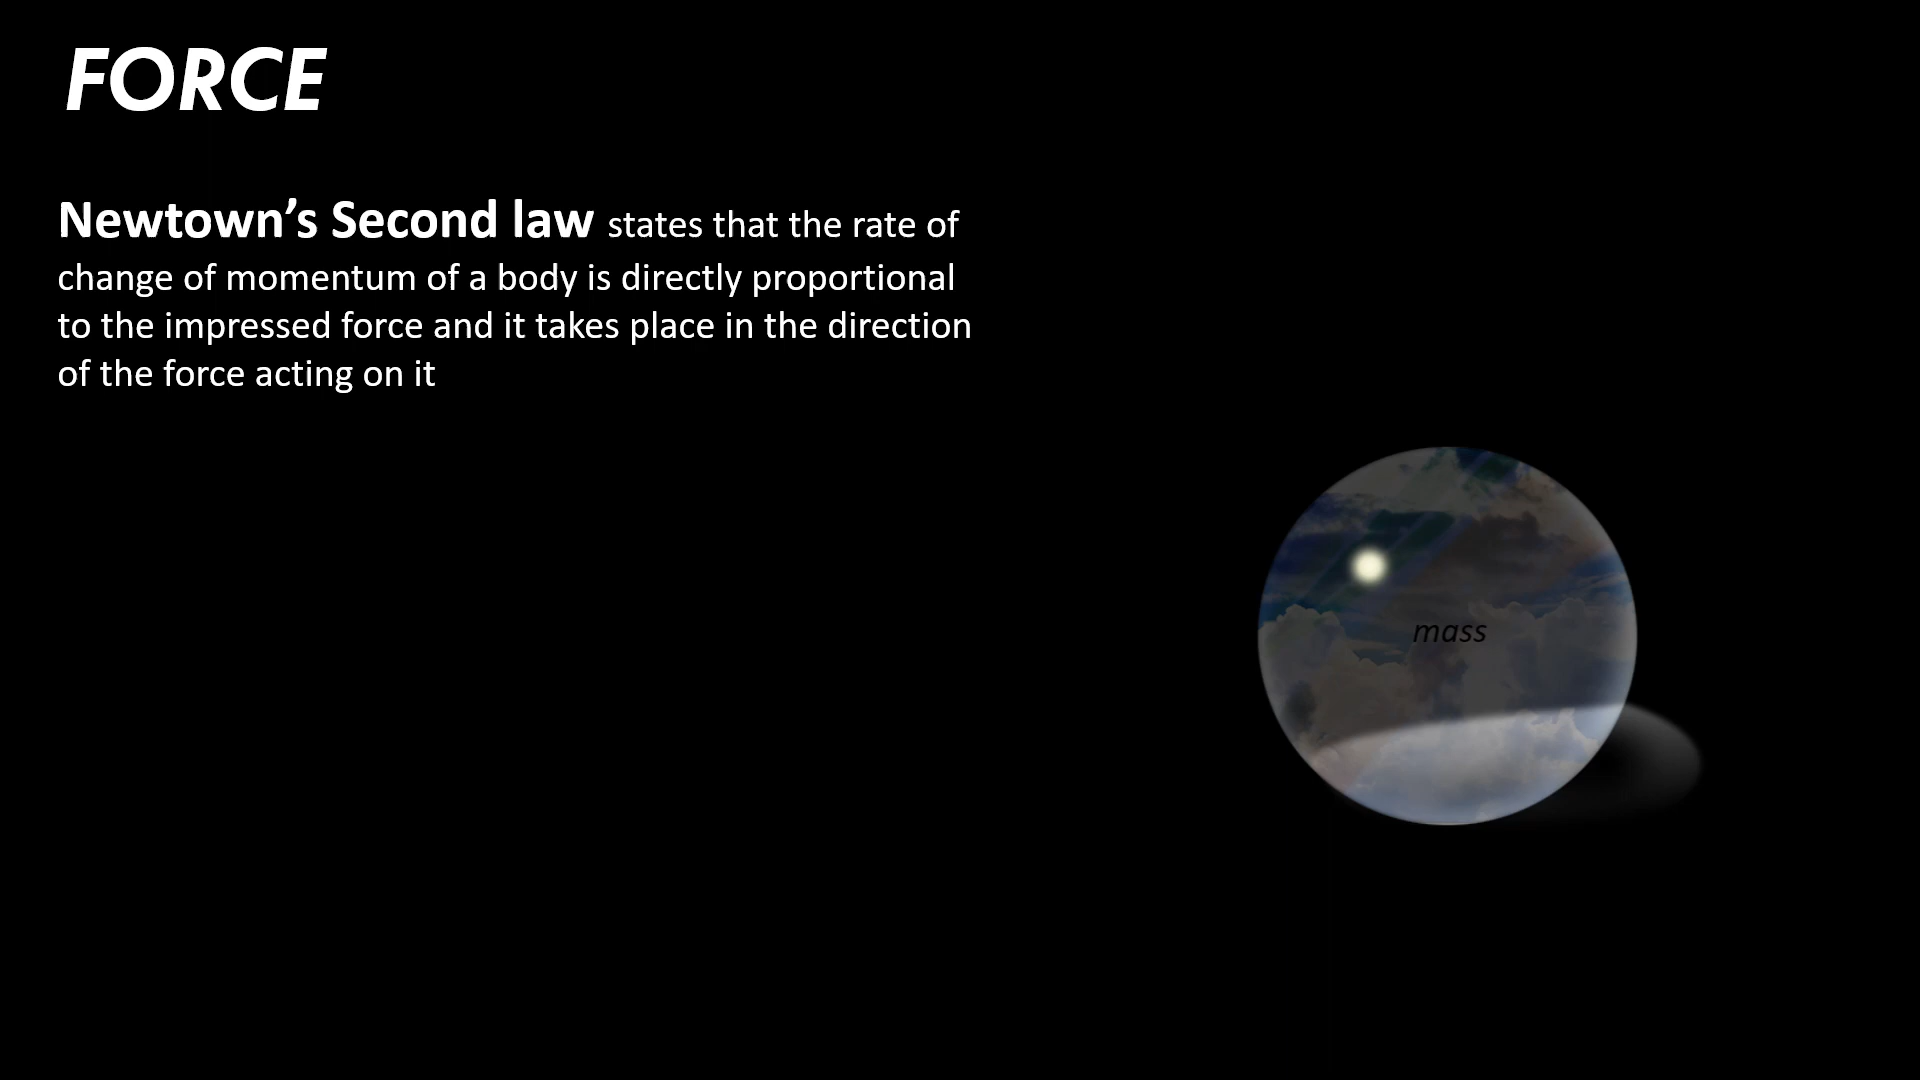 FORCE
Newtown’s Second law states that the rate of
change of momentum of a body is directly proportional
to the impressed force and it takes place in the direction
of the force acting on it
mass